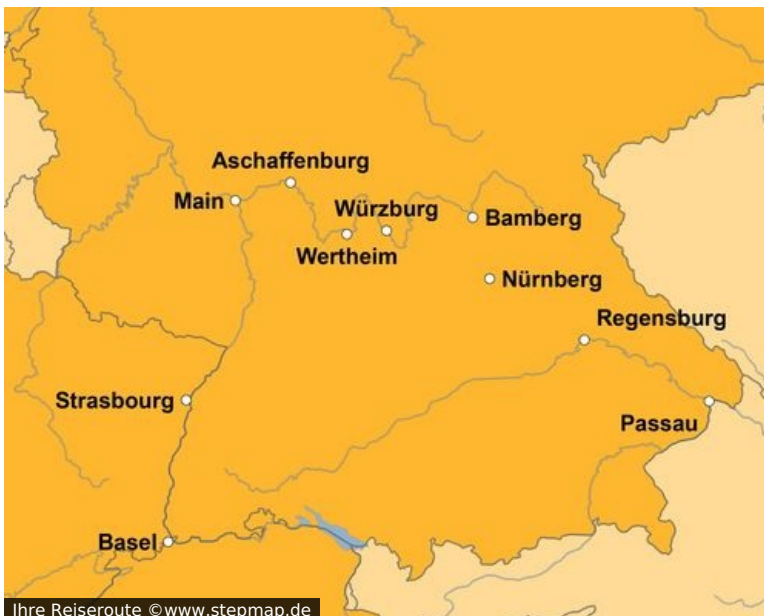 Aschaffenburg
Main
Würzburg
Bamberg
Wertheim
Nürnberg
Regensburg
Strasbourg
Passau
Basel
Ihre Reiseroute ©www.stepmap.de